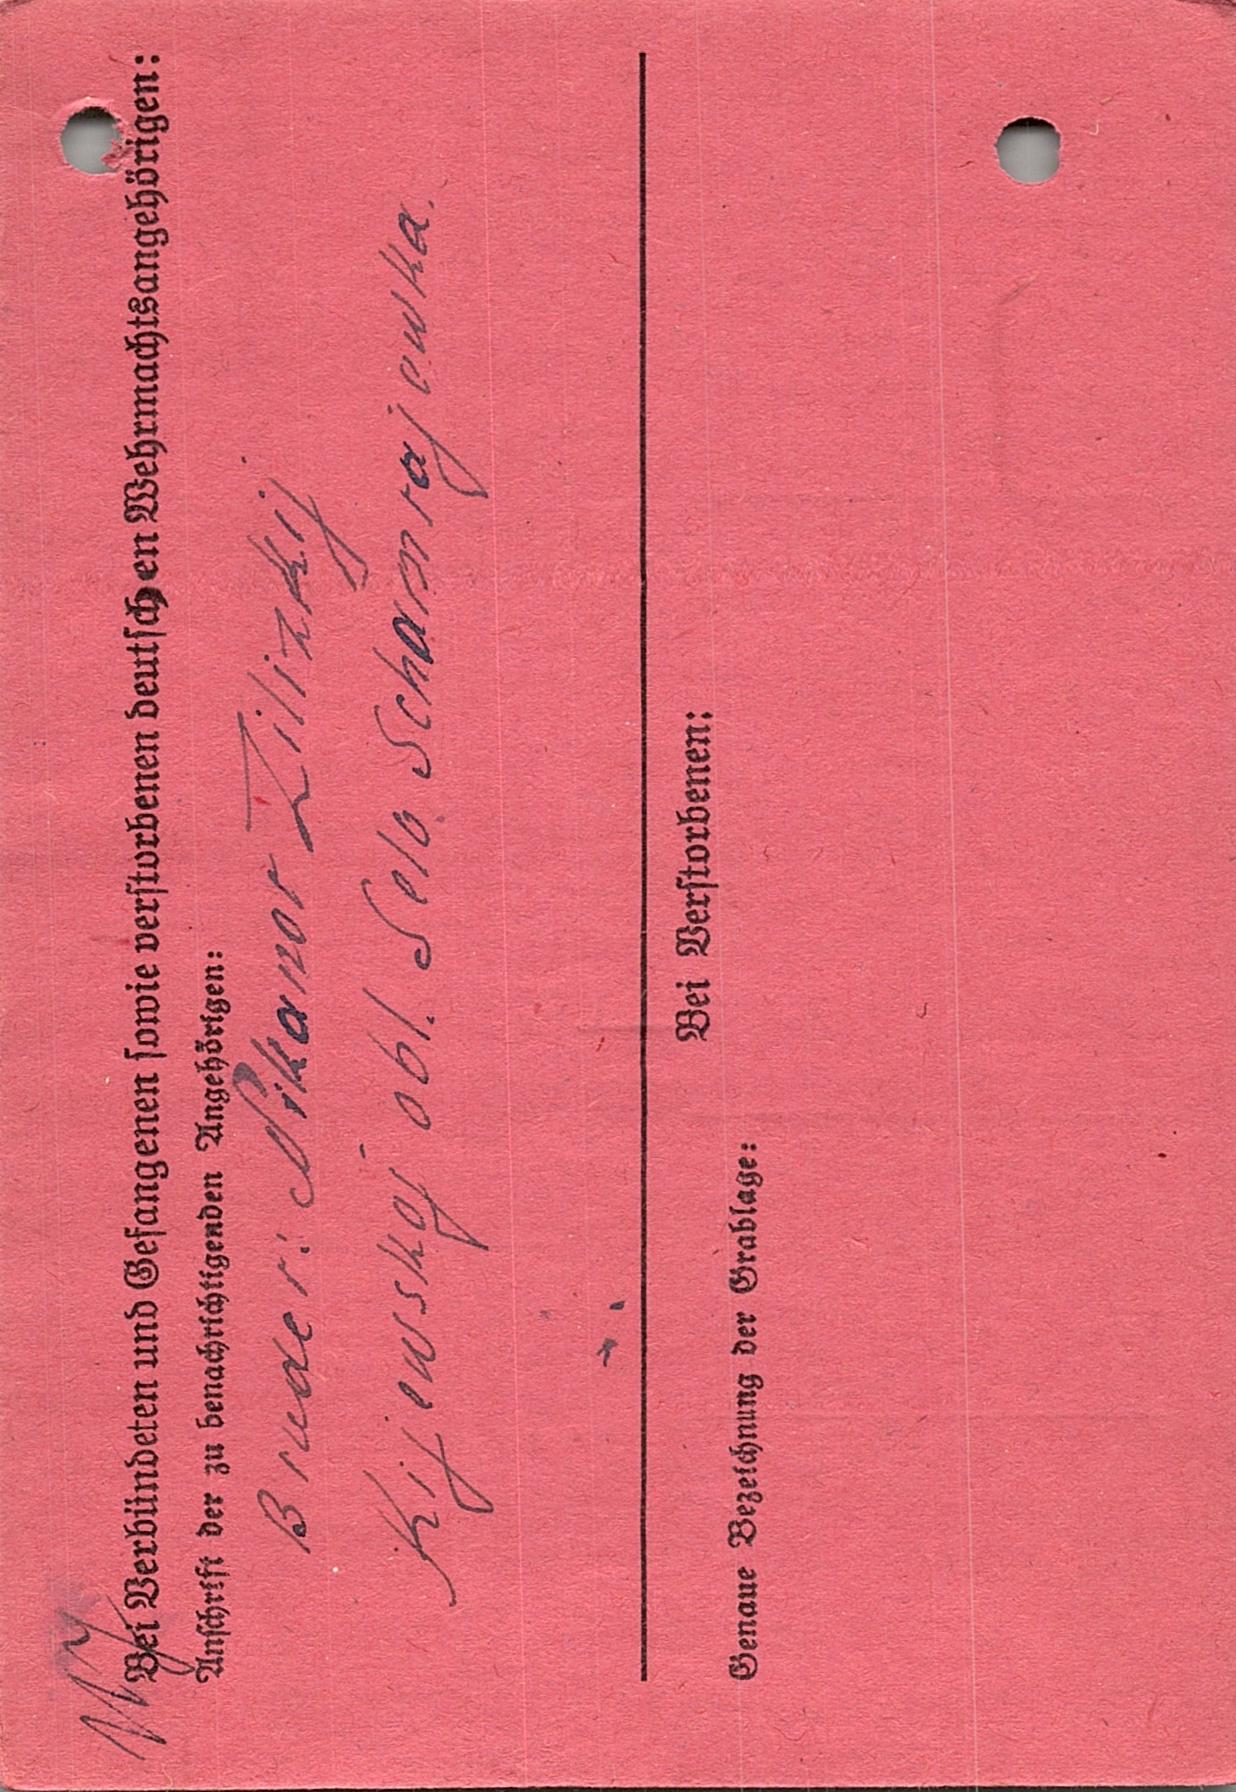 Bei Verbündeten und Gefangenen sowie verstorbenen deutschen Wehrmachtsangehörigen:
Anschrift der zu benachrichtigenden Angehörigen:
Bruder: Nikanor Zilizkij
Kijewskoj obl. Selo Schamrajewka.
Bei Verstorbenen:
Genaue Bezeichnung der Grablage: